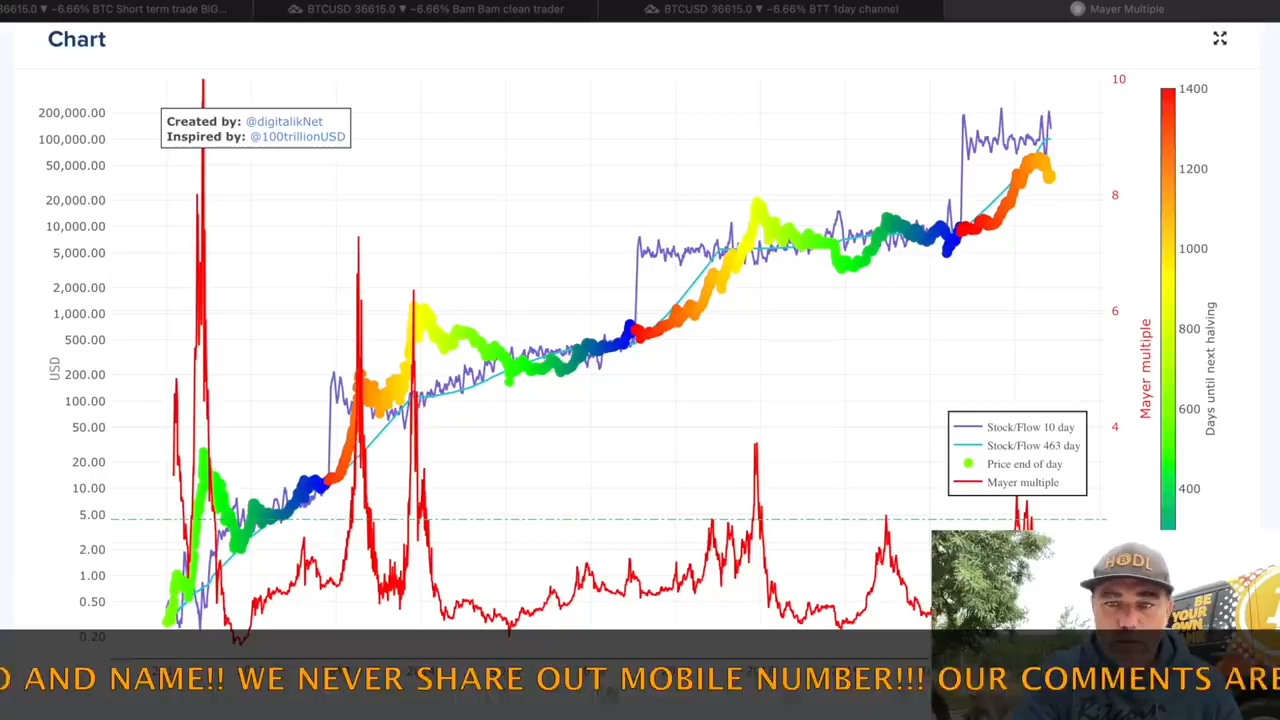 36615.0 ▼ −6.66% BTC Short term trade BiG...
BTCUSD 36615.0 ▼ −6.66% Bam Bam clean trader
BTCUSD 36615.0 ▼ −6.66% BTT 1day channel
Mayer Multiple
Chart
Created by: @digitalikNet
Inspired by: @100trillionUSD
200,000.00
100,000.00
50,000.00
20,000.00
10,000.00
5,000.00
2,000.00
1,000.00
500.00
200.00
100.00
50.00
20.00
10.00
5.00
2.00
1.00
0.50
0.20
USD
10
8
6
4
Mayer multiple
1400
1200
1000
800
600
400
Days until next halving
Stock/Flow 10 day
Stock/Flow 463 day
Price end of day
Mayer multiple
HODL
BE
YOUR
OWN
AND NAME!! WE NEVER SHARE OUT MOBILE NUMBER!!! OUR COMMENTS ARE